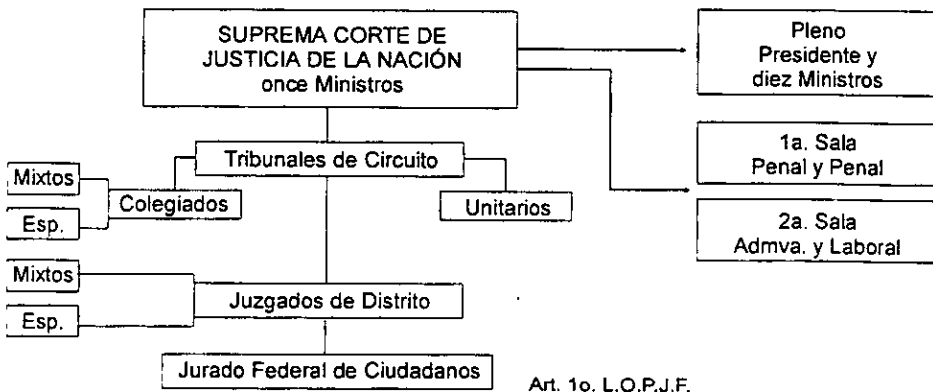 SUPREMA CORTE DE
JUSTICIA DE LA NACIÓN
once Ministros
Pleno
Presidente y
diez Ministros
1a. Sala
Penal y Penal
2a. Sala
Admva. y Laboral
Tribunales de Circuito
Mixtos
Esp.
Colegiados
Unitarios
Mixtos
Esp.
Juzgados de Distrito
Jurado Federal de Ciudadanos
Art. 1o. L.O.P.J.F.